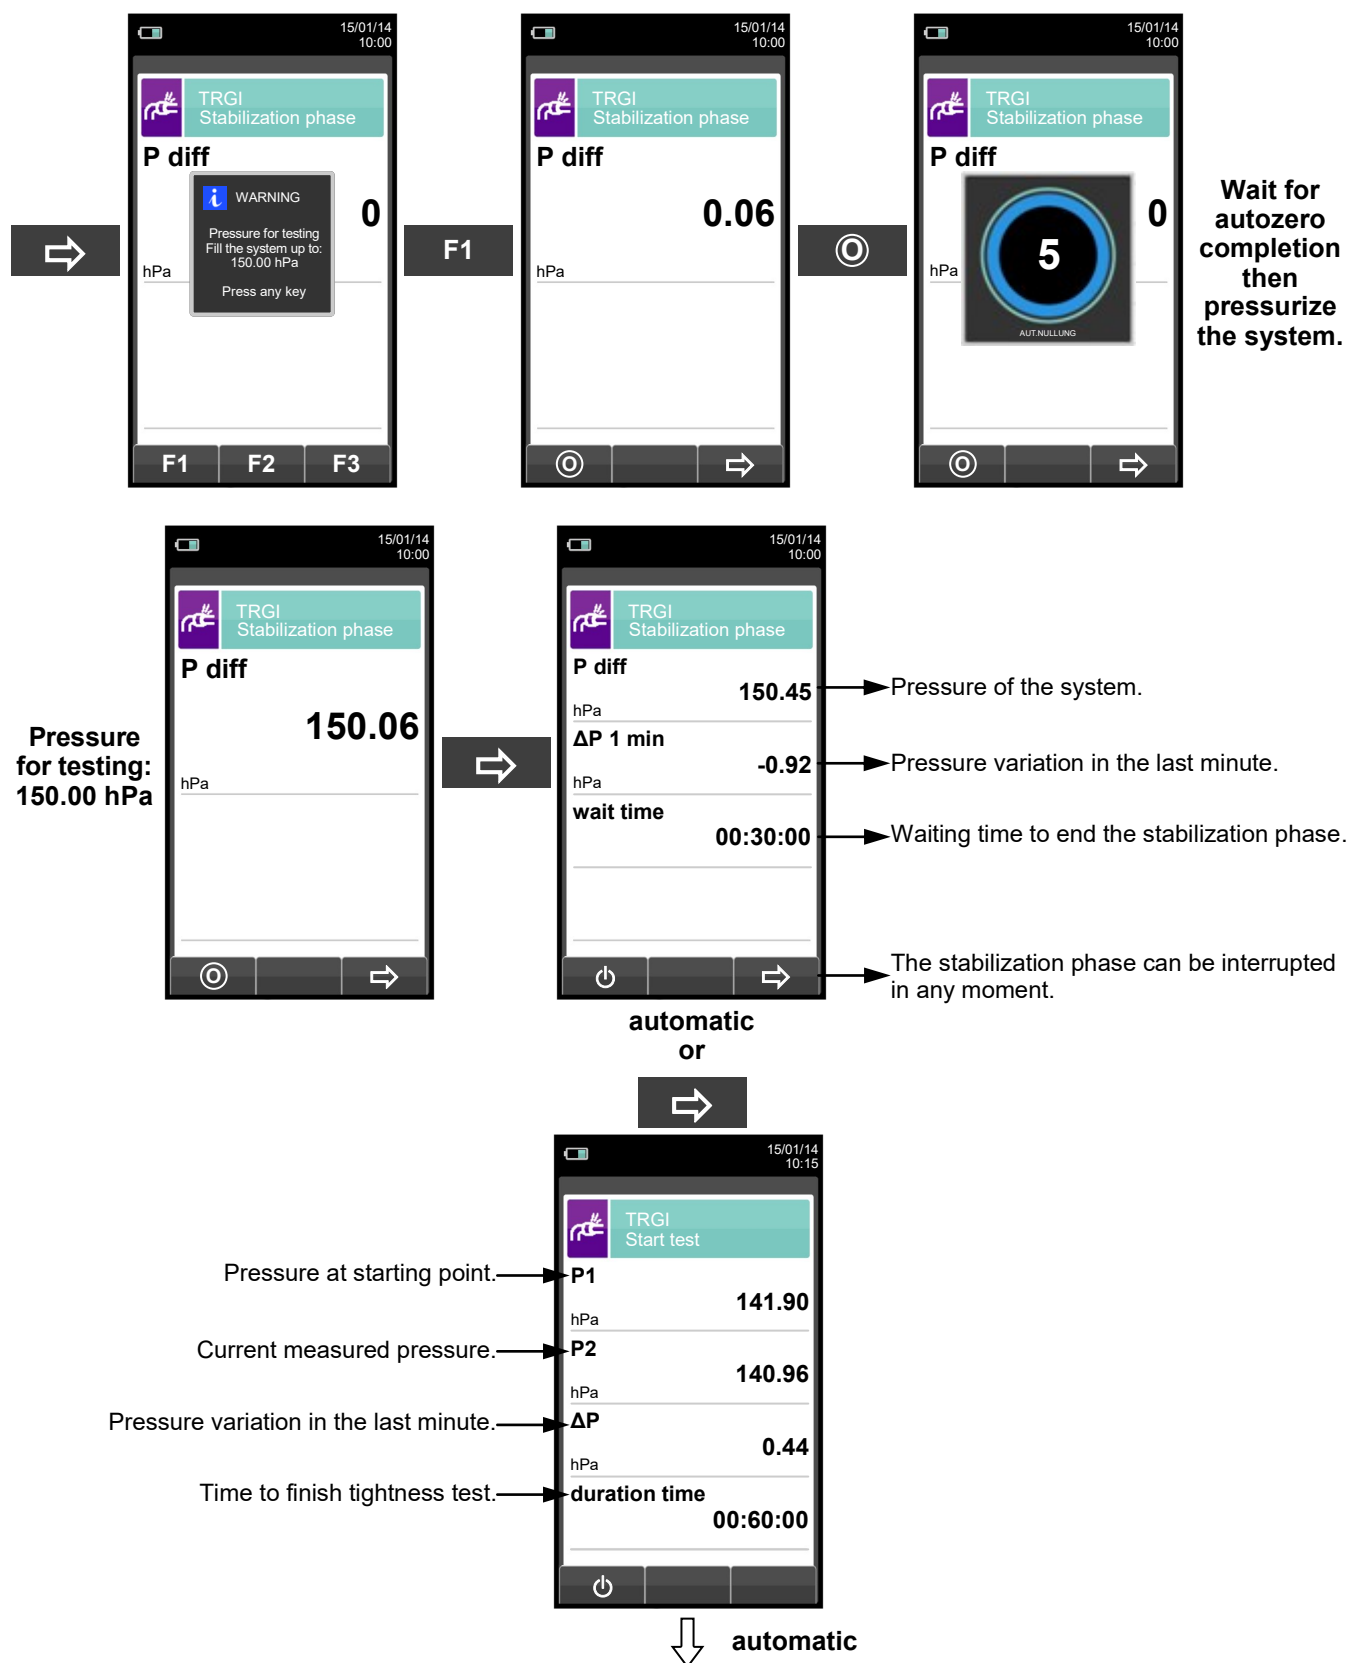 15/01/14
10:00
TRGI
Stabilization phase
P diff
0
hPa
WARNING
Pressure for testing
Fill the system up to:
150.00 hPa
Press any key
F1 F2 F3
F1
15/01/14
10:00
TRGI
Stabilization phase
P diff
0.06
hPa
15/01/14
10:00
TRGI
Stabilization phase
P diff
0
hPa
5
AUT.NULLUNG
Wait for
autozero
completion
then
pressurize
the system.
Pressure
for testing:
150.00 hPa
15/01/14
10:00
TRGI
Stabilization phase
P diff
150.06
hPa
15/01/14
10:00
TRGI
Stabilization phase
P diff
150.45
hPa
ΔP 1 min
-0.92
hPa
wait time
00:30:00
Pressure of the system.
Pressure variation in the last minute.
Waiting time to end the stabilization phase.
The stabilization phase can be interrupted
in any moment.
automatic
or
15/01/14
10:15
TRGI
Start test
Pressure at starting point.
P1
141.90
hPa
Current measured pressure.
P2
140.96
hPa
Pressure variation in the last minute.
ΔP
0.44
hPa
Time to finish tightness test.
duration time
00:60:00
automatic